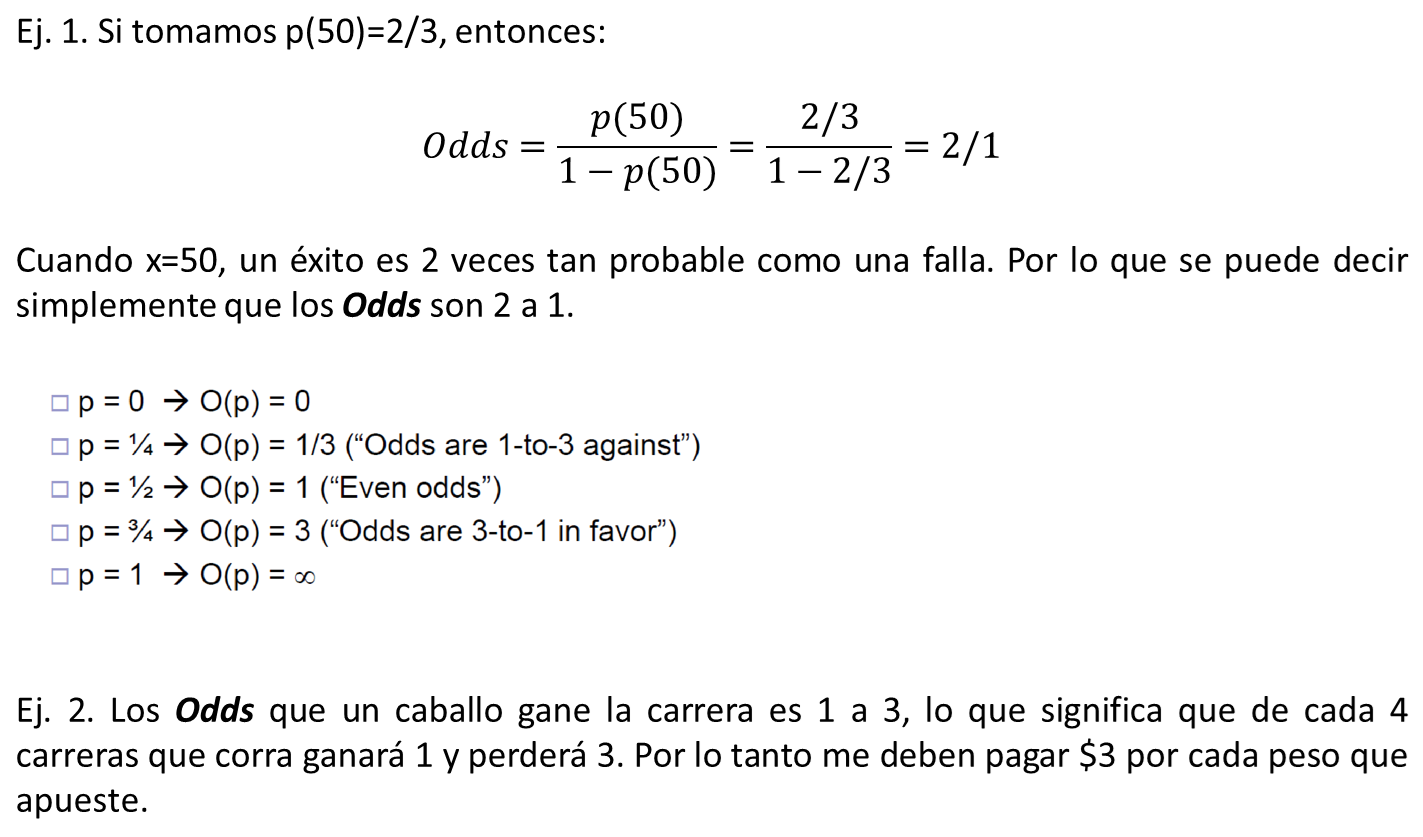 Ej. 1. Si tomamos p(50)=2/3, entonces:
Odds = p(50) / (1 − p(50)) = (2/3) / (1 − 2/3) = 2/1
Cuando x=50, un éxito es 2 veces tan probable como una falla. Por lo que se puede decir
simplemente que los Odds son 2 a 1.
□ p = 0 → O(p) = 0
□ p = ¼ → O(p) = 1/3 (“Odds are 1-to-3 against”)
□ p = ½ → O(p) = 1 (“Even odds”)
□ p = ¾ → O(p) = 3 (“Odds are 3-to-1 in favor”)
□ p = 1 → O(p) = ∞
Ej. 2. Los Odds que un caballo gane la carrera es 1 a 3, lo que significa que de cada 4
carreras que corra ganará 1 y perderá 3. Por lo tanto me deben pagar $3 por cada peso que
apueste.